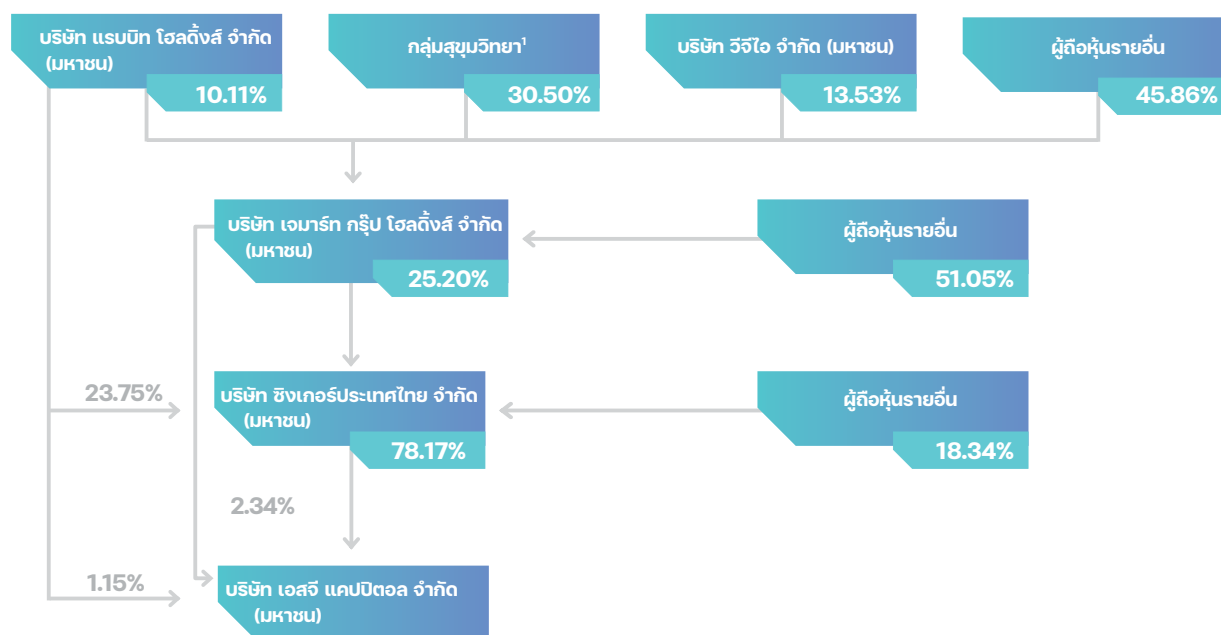 บริษัท แรบบิท โฮลดิ้งส์ จำกัด
(มหาชน)
10.11%
กลุ่มสุขุมวิทยา¹
30.50%
บริษัท วีจีไอ จำกัด (มหาชน)
13.53%
ผู้ถือหุ้นรายอื่น
45.86%
บริษัท เจมาร์ท กรุ๊ป โฮลดิ้งส์ จำกัด
(มหาชน)
25.20%
ผู้ถือหุ้นรายอื่น
51.05%
23.75%
บริษัท ซิงเกอร์ประเทศไทย จำกัด
(มหาชน)
78.17%
ผู้ถือหุ้นรายอื่น
18.34%
2.34%
1.15%
บริษัท เอสจี แคปปิตอล จำกัด
(มหาชน)